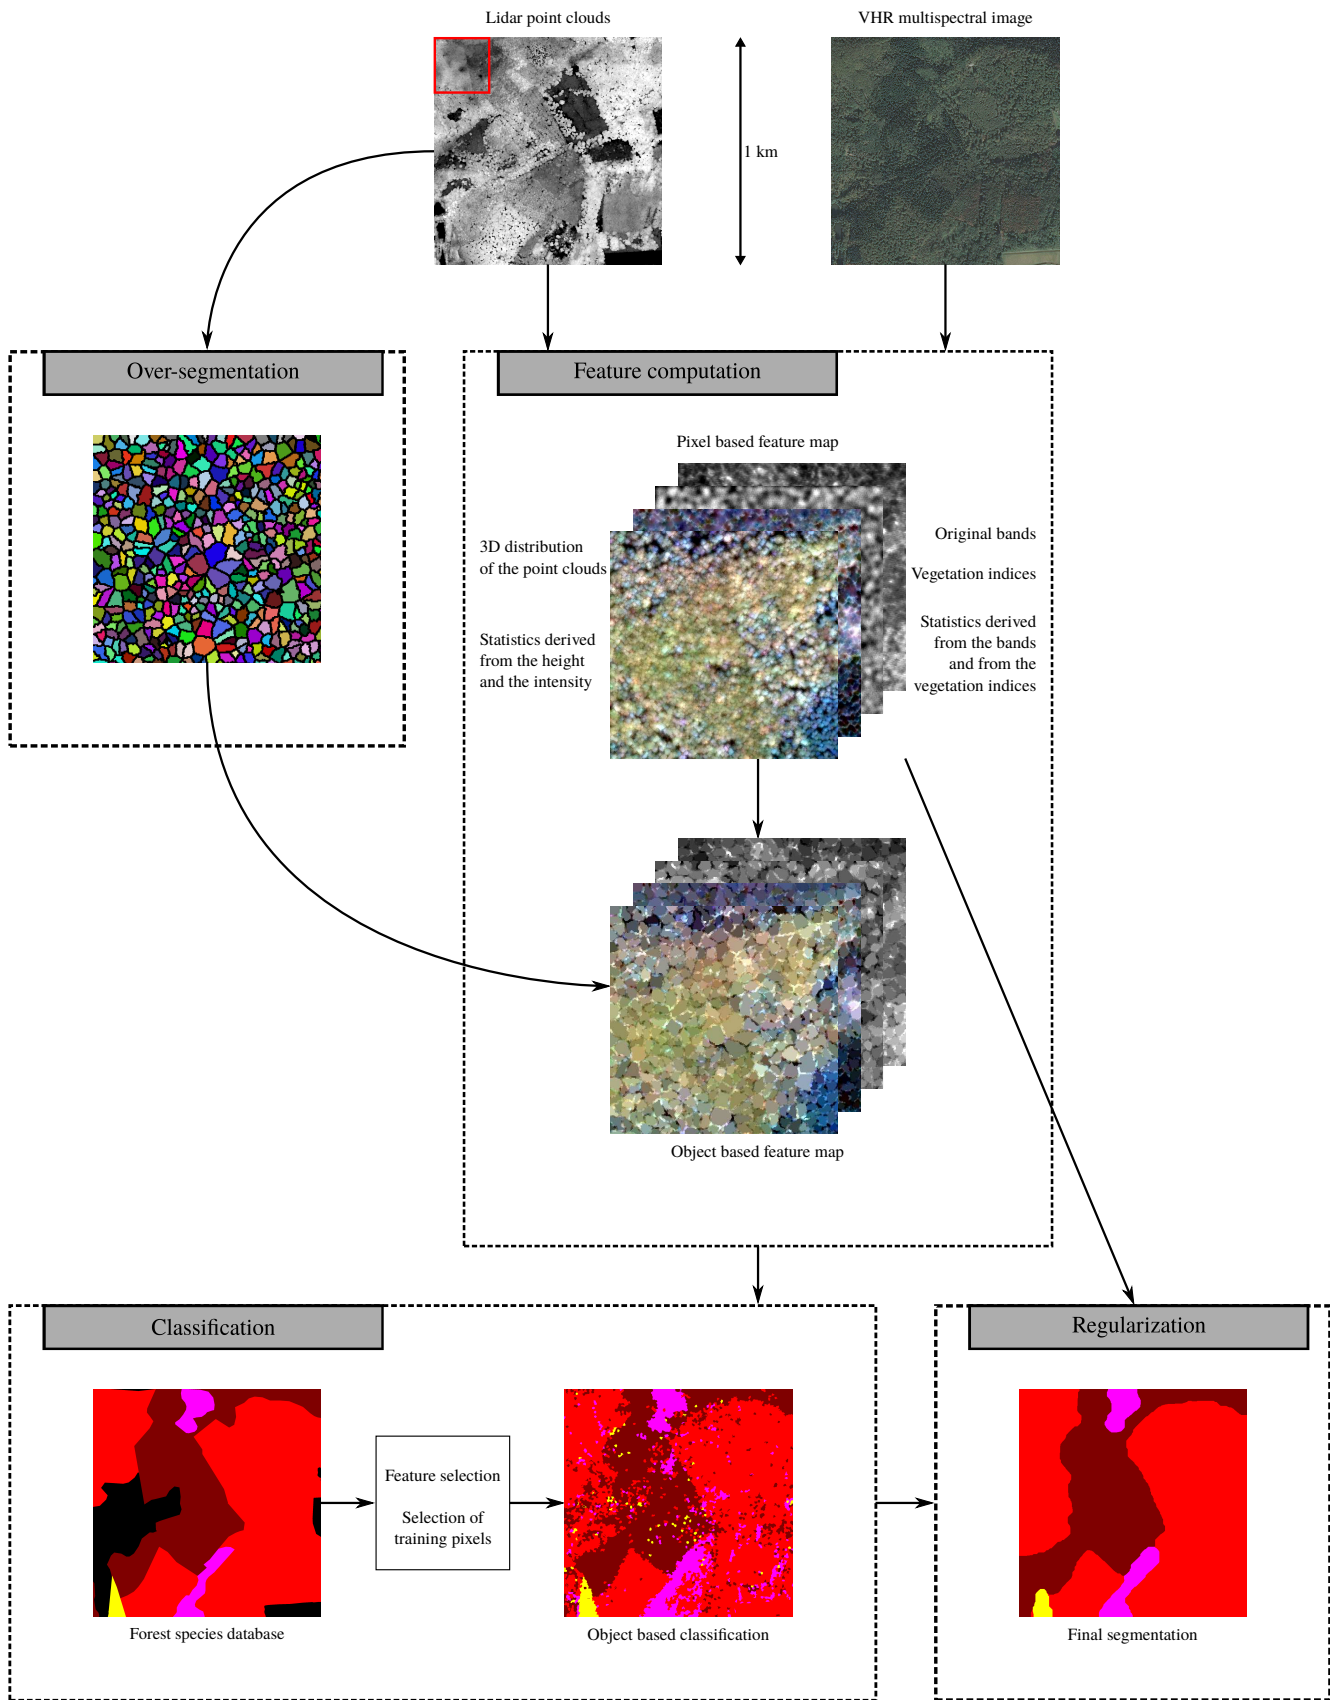 Lidar point clouds
VHR multispectral image
1 km
Over-segmentation
Feature computation
Pixel based feature map
3D distribution
of the point clouds
Statistics derived
from the height
and the intensity
Original bands
Vegetation indices
Statistics derived
from the bands
and from the
vegetation indices
Object based feature map
Classification
Regularization
Feature selection
Selection of
training pixels
Forest species database
Object based classification
Final segmentation